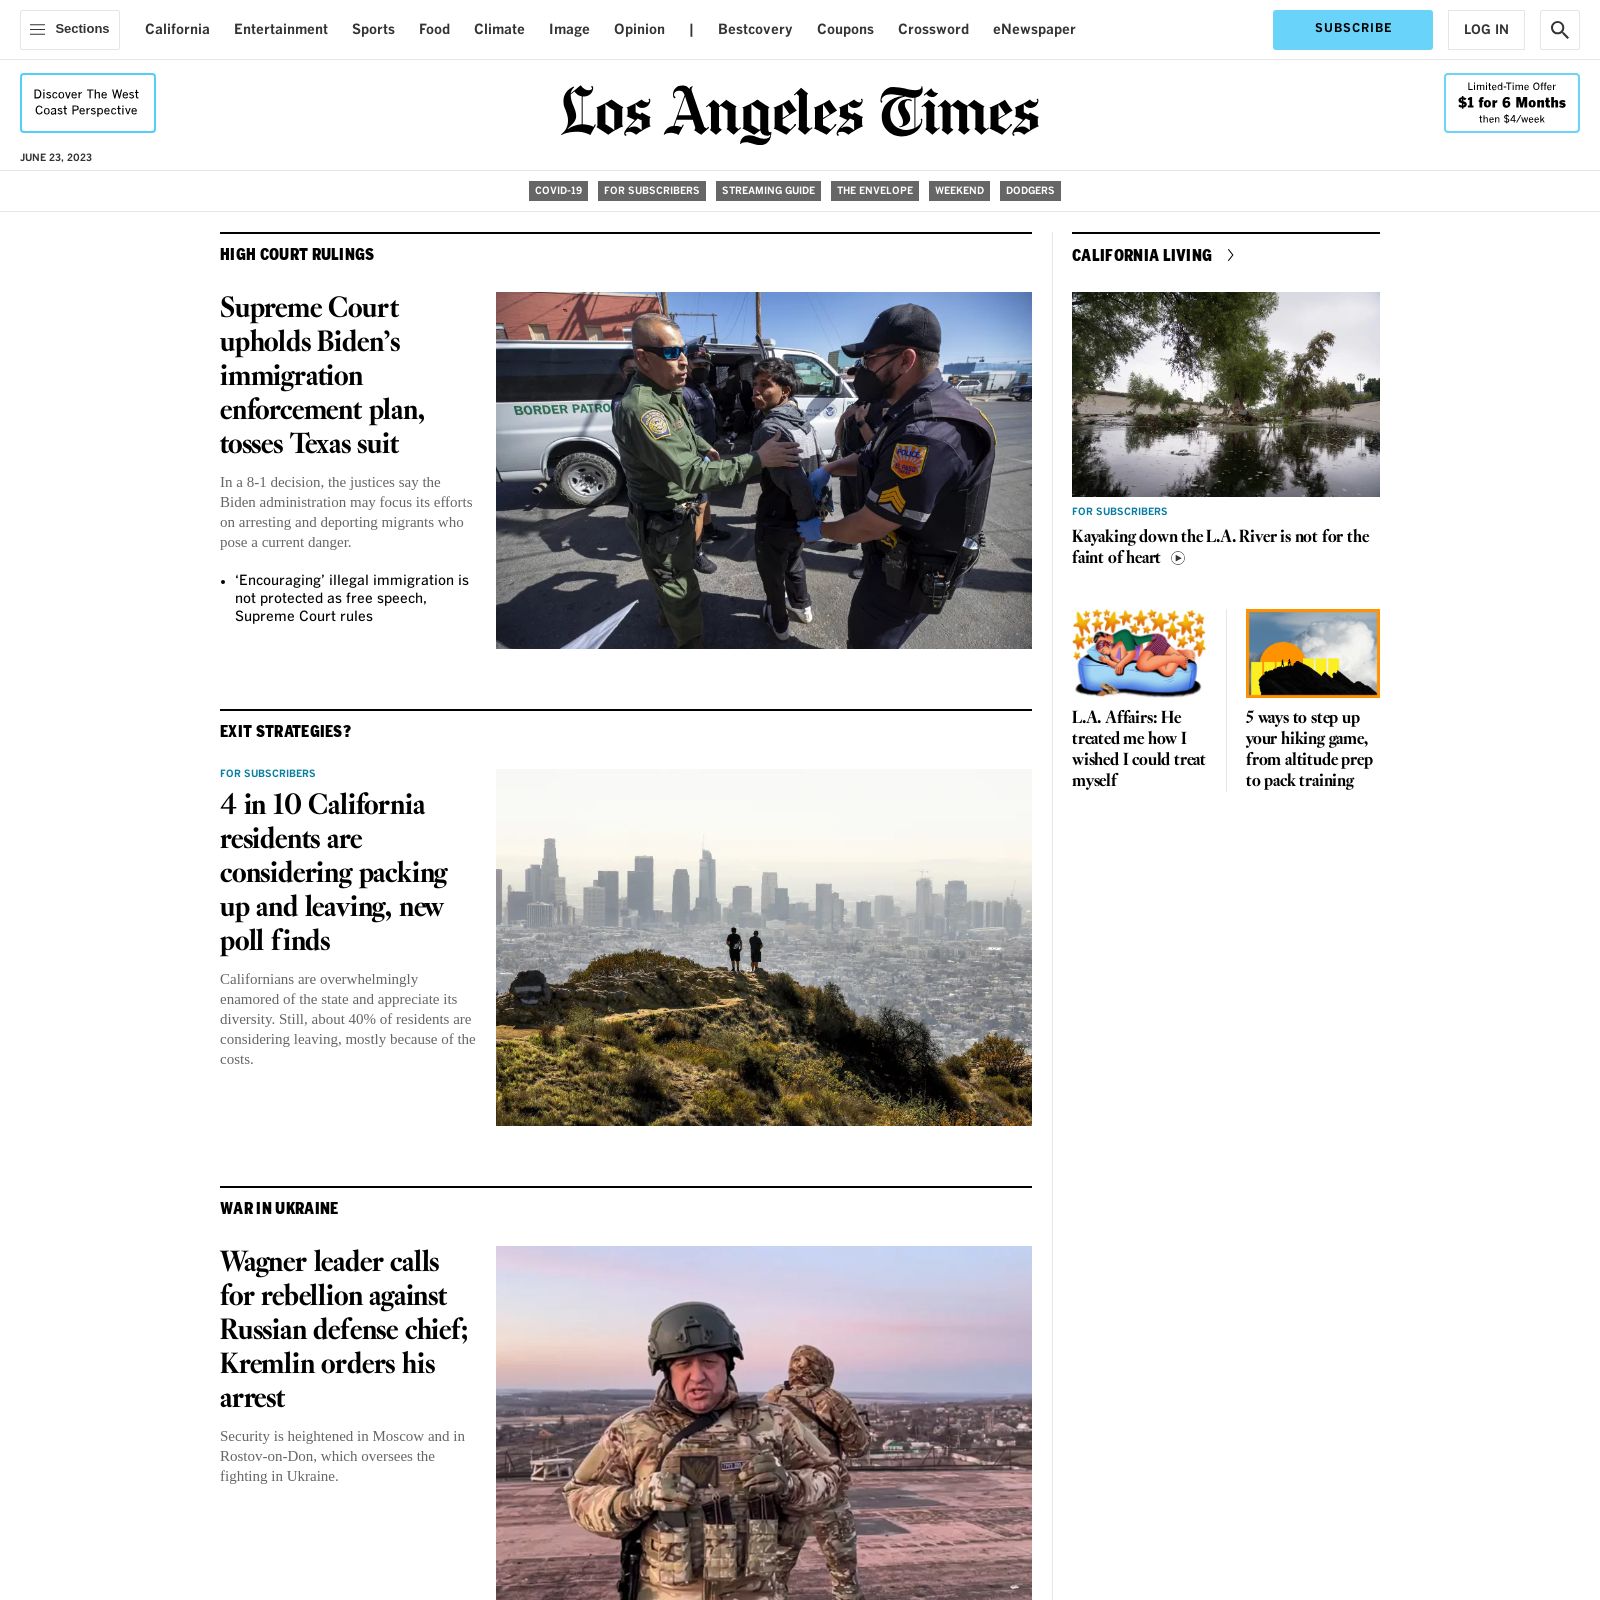 Sections
California
Entertainment
Sports
Food
Climate
Image
Opinion
|
Bestcovery
Coupons
Crossword
eNewspaper
SUBSCRIBE
LOG IN
Discover The West
Coast Perspective
Los Angeles Times
Limited-Time Offer
$1 for 6 Months
then $4/week
JUNE 23, 2023
COVID-19
FOR SUBSCRIBERS
STREAMING GUIDE
THE ENVELOPE
WEEKEND
DODGERS
HIGH COURT RULINGS
Supreme Court
upholds Biden’s
immigration
enforcement plan,
tosses Texas suit
In a 8-1 decision, the justices say the
Biden administration may focus its efforts
on arresting and deporting migrants who
pose a current danger.
• ‘Encouraging’ illegal immigration is
not protected as free speech,
Supreme Court rules
BORDER PATRO
POLICE
EXIT STRATEGIES?
FOR SUBSCRIBERS
4 in 10 California
residents are
considering packing
up and leaving, new
poll finds
Californians are overwhelmingly
enamored of the state and appreciate its
diversity. Still, about 40% of residents are
considering leaving, mostly because of the
costs.
WAR IN UKRAINE
Wagner leader calls
for rebellion against
Russian defense chief;
Kremlin orders his
arrest
Security is heightened in Moscow and in
Rostov-on-Don, which oversees the
fighting in Ukraine.
CALIFORNIA LIVING
FOR SUBSCRIBERS
Kayaking down the L.A. River is not for the
faint of heart
L.A. Affairs: He
treated me how I
wished I could treat
myself
5 ways to step up
your hiking game,
from altitude prep
to pack training